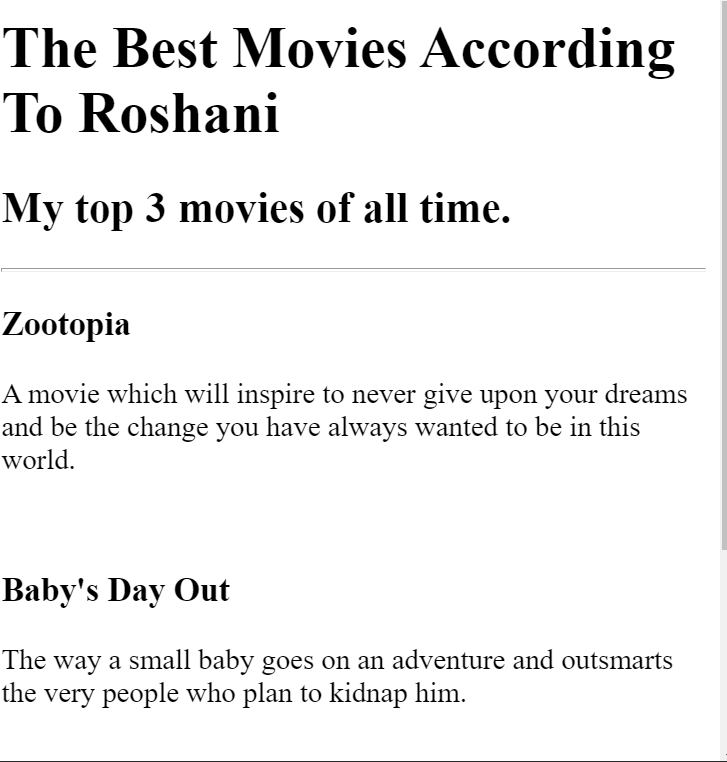 The Best Movies According
To Roshani
My top 3 movies of all time.
Zootopia
A movie which will inspire to never give upon your dreams
and be the change you have always wanted to be in this
world.
Baby's Day Out
The way a small baby goes on an adventure and outsmarts
the very people who plan to kidnap him.